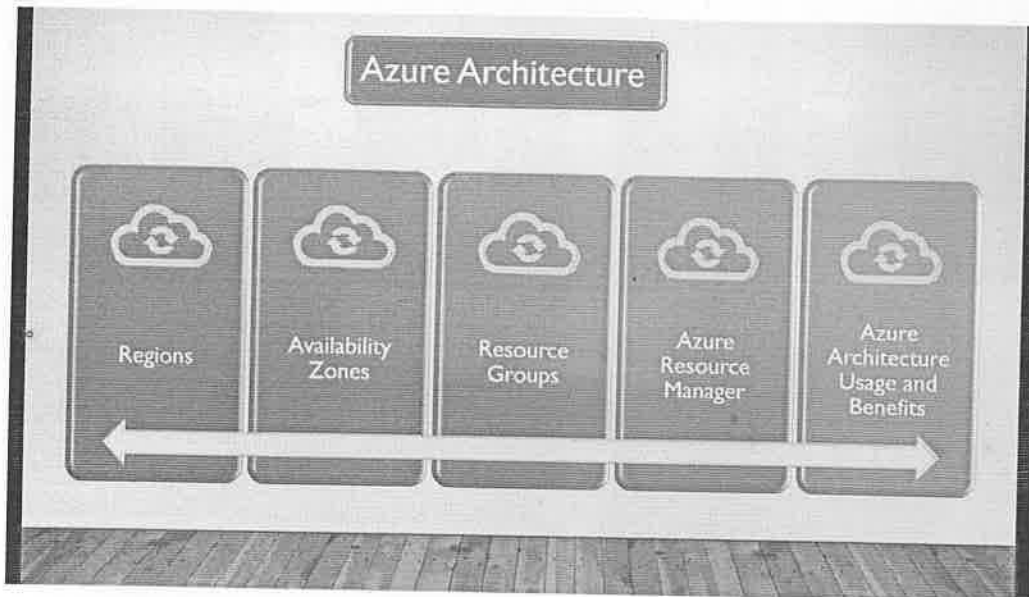 Azure Architecture
Regions
Availability
Zones
Resource
Groups
Azure
Resource
Manager
Azure
Architecture
Usage and
Benefits